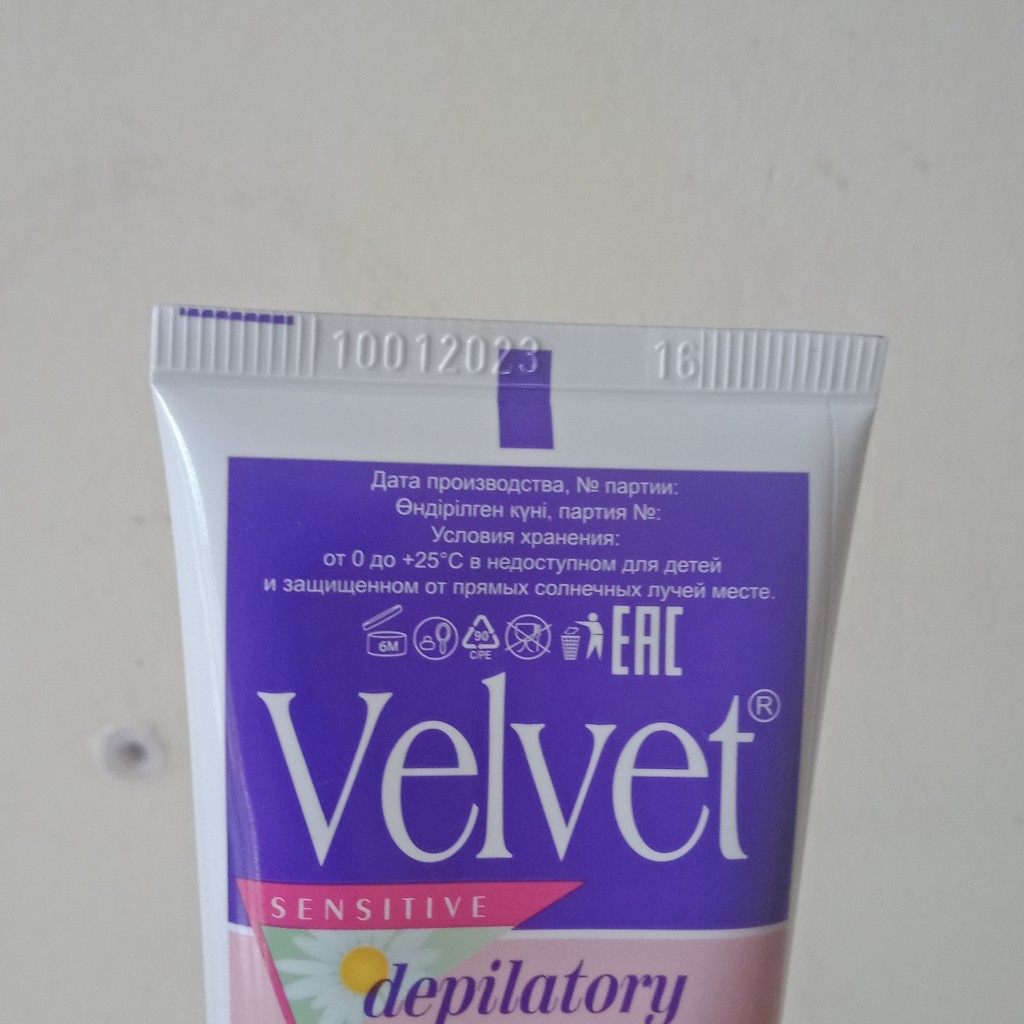 10012023 16
Дата производства, № партии:
Өндірілген күні, партия №:
Условия хранения:
от 0 до +25°С в недоступном для детей
и защищенном от прямых солнечных лучей месте.
6M 90 C/PE EAC
Velvet®
SENSITIVE
depilatory